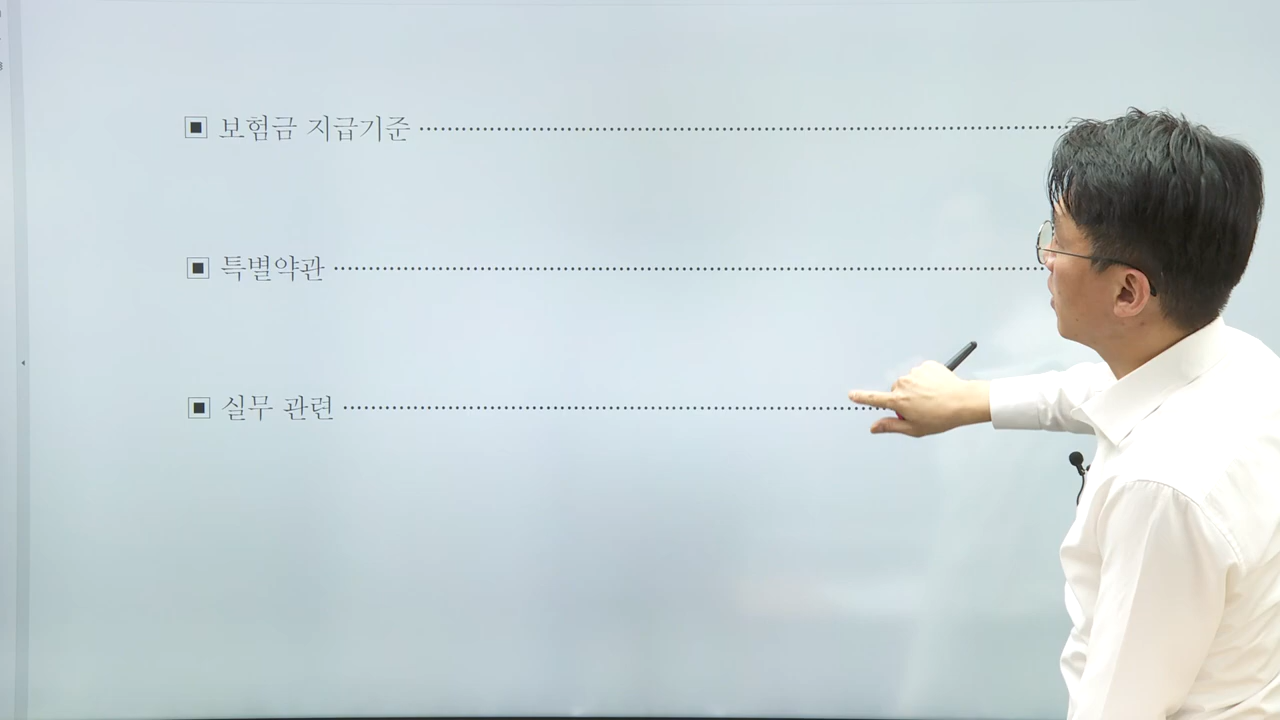 ▣ 보험금 지급기준
▣ 특별약관
▣ 실무 관련